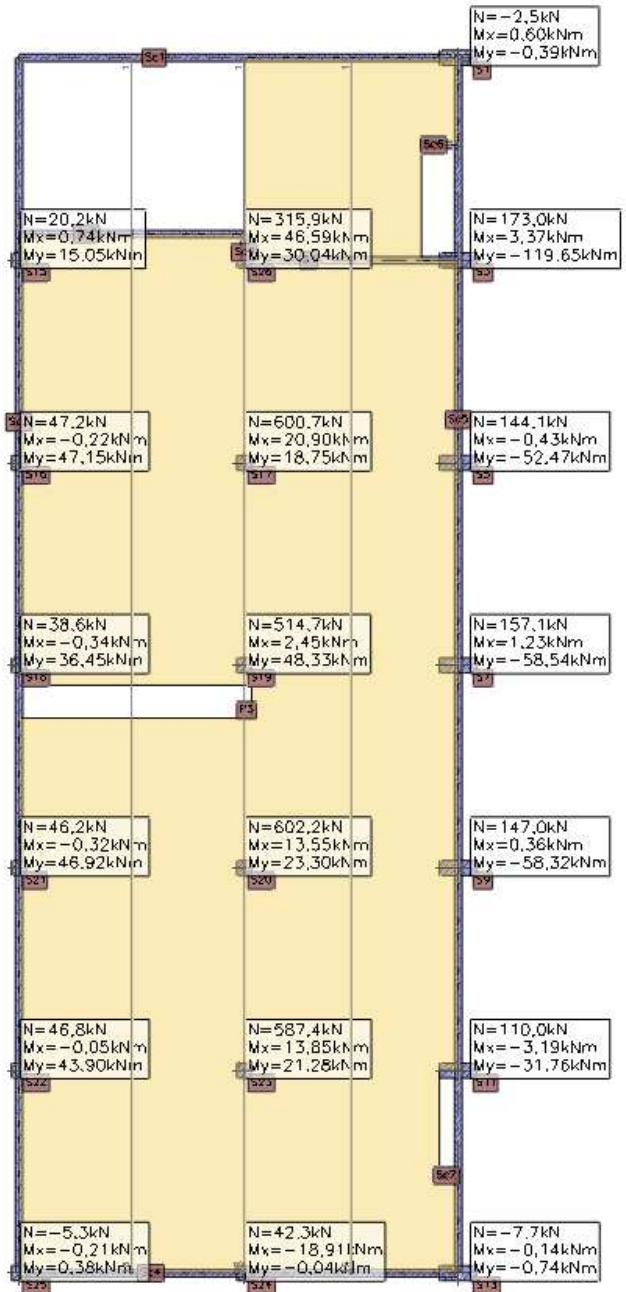 N=-2,5kN
Mx=0,60kNm
My=-0,39kNm
Sc1
S1
Sc6
N=20,2kN
Mx=0,74kNm
My=15,05kNm
S15
N=315,9kN
Mx=46,59kNm
My=30,04kNm
S26
N=173,0kN
Mx=3,37kNm
My=-119,65kNm
S3
N=47,2kN
Mx=-0,22kNm
My=47,15kNm
S16
N=600,7kN
Mx=20,90kNm
My=18,75kNm
S17
Sc5
N=144,1kN
Mx=-0,43kNm
My=-52,47kNm
S5
N=38,6kN
Mx=-0,34kNm
My=36,45kNm
S18
N=514,7kN
Mx=2,45kNm
My=48,33kNm
S19
N=157,1kN
Mx=1,23kNm
My=-58,54kNm
S7
P3
N=46,2kN
Mx=-0,32kNm
My=46,92kNm
S21
N=602,2kN
Mx=13,55kNm
My=23,30kNm
S20
N=147,0kN
Mx=0,36kNm
My=-58,32kNm
S9
N=46,8kN
Mx=-0,05kNm
My=43,90kNm
S22
N=587,4kN
Mx=13,85kNm
My=21,28kNm
S23
N=110,0kN
Mx=-3,19kNm
My=-31,76kNm
S11
Sc7
N=-5,3kN
Mx=-0,21kNm
My=0,38kNm
S25
Sc4
N=42,3kN
Mx=-18,91kNm
My=-0,04kNm
S24
N=-7,7kN
Mx=-0,14kNm
My=-0,74kNm
S13